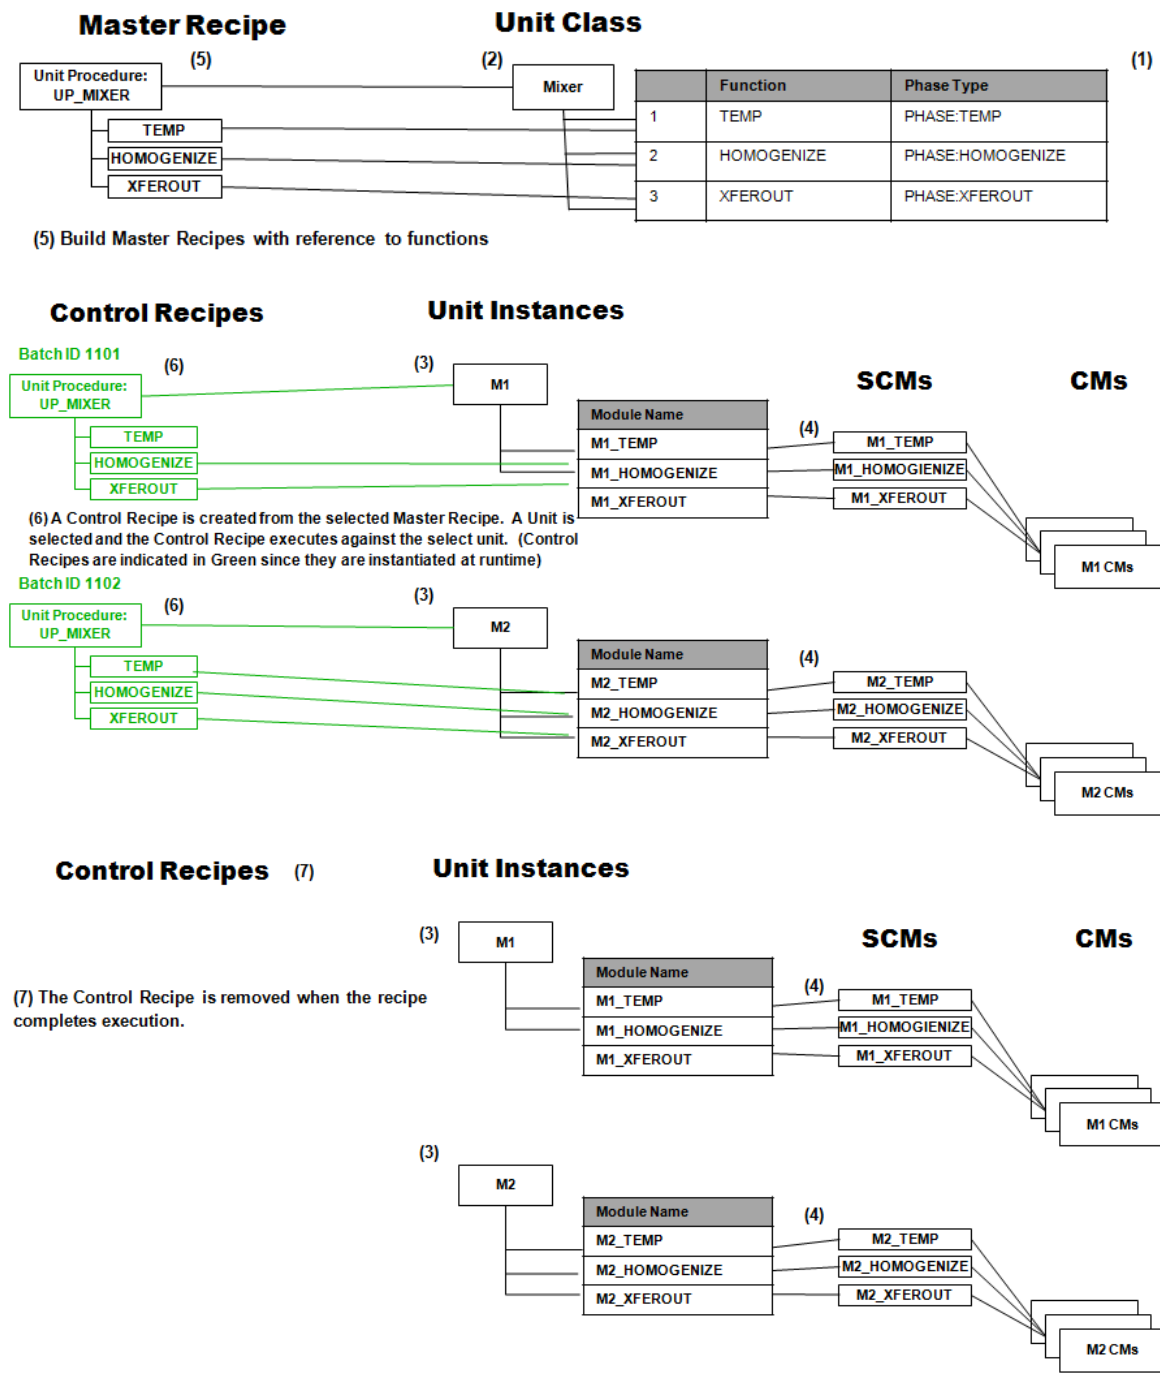 Master Recipe
Unit Class
(5)
(2)
(1)
Unit Procedure:
UP_MIXER
Mixer
Function Phase Type
TEMP
1 TEMP PHASE:TEMP
HOMOGENIZE
2 HOMOGENIZE PHASE:HOMOGENIZE
XFEROUT
3 XFEROUT PHASE:XFEROUT
(5) Build Master Recipes with reference to functions
Control Recipes
Unit Instances
Batch ID 1101
(6)
(3)
Unit Procedure:
UP_MIXER
M1
SCMs
CMs
Module Name
TEMP
M1_TEMP
(4)
M1_TEMP
HOMOGENIZE
M1_HOMOGENIZE
M1_HOMOGIENIZE
XFEROUT
M1_XFEROUT
M1_XFEROUT
M1 CMs
(6) A Control Recipe is created from the selected Master Recipe. A Unit is
selected and the Control Recipe executes against the select unit. (Control
Recipes are indicated in Green since they are instantiated at runtime)
Batch ID 1102
(6)
(3)
Unit Procedure:
UP_MIXER
M2
Module Name
TEMP
M2_TEMP
(4)
M2_TEMP
HOMOGENIZE
M2_HOMOGENIZE
M2_HOMOGENIZE
XFEROUT
M2_XFEROUT
M2_XFEROUT
M2 CMs
Control Recipes (7)
Unit Instances
(3)
M1
SCMs
CMs
Module Name
(7) The Control Recipe is removed when the recipe
completes execution.
M1_TEMP
(4)
M1_TEMP
M1_HOMOGENIZE
M1_HOMOGIENIZE
M1_XFEROUT
M1_XFEROUT
M1 CMs
(3)
M2
Module Name
M2_TEMP
(4)
M2_TEMP
M2_HOMOGENIZE
M2_HOMOGENIZE
M2_XFEROUT
M2_XFEROUT
M2 CMs